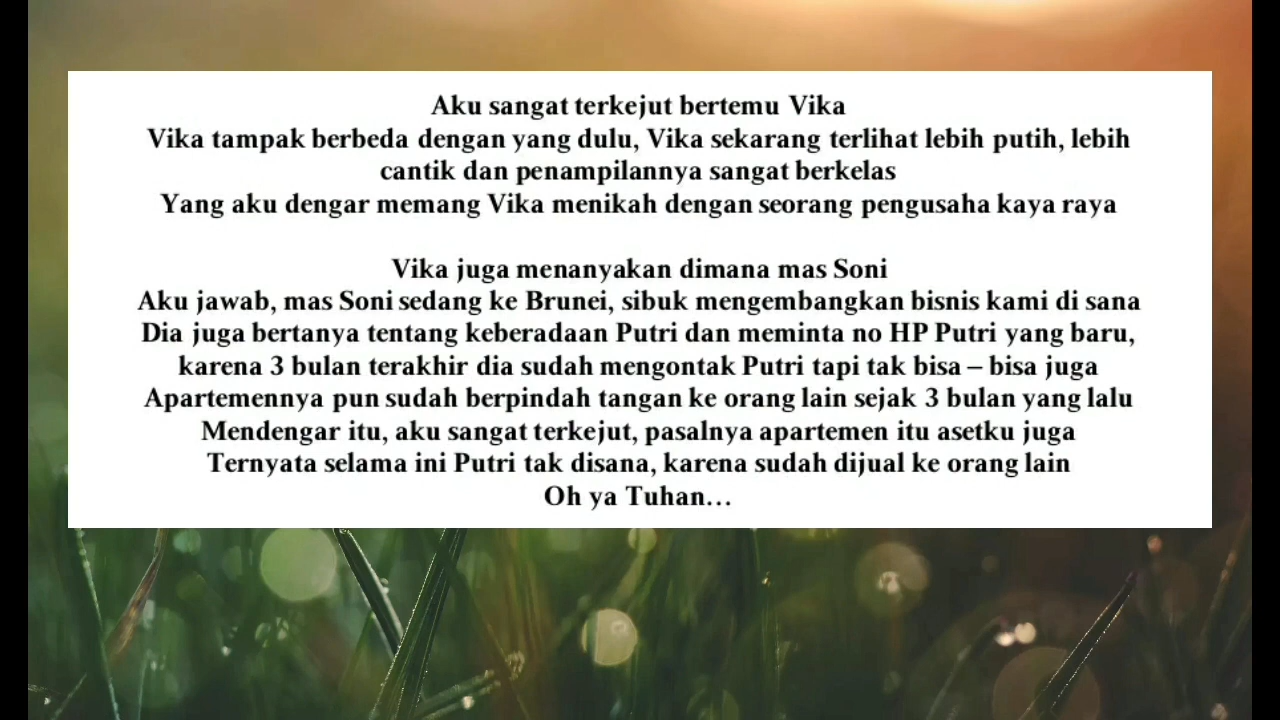 Aku sangat terkejut bertemu Vika
Vika tampak berbeda dengan yang dulu, Vika sekarang terlihat lebih putih, lebih
cantik dan penampilannya sangat berkelas
Yang aku dengar memang Vika menikah dengan seorang pengusaha kaya raya
Vika juga menanyakan dimana mas Soni
Aku jawab, mas Soni sedang ke Brunei, sibuk mengembangkan bisnis kami di sana
Dia juga bertanya tentang keberadaan Putri dan meminta no HP Putri yang baru,
karena 3 bulan terakhir dia sudah mengontak Putri tapi tak bisa – bisa juga
Apartemennya pun sudah berpindah tangan ke orang lain sejak 3 bulan yang lalu
Mendengar itu, aku sangat terkejut, pasalnya apartemen itu asetku juga
Ternyata selama ini Putri tak disana, karena sudah dijual ke orang lain
Oh ya Tuhan…